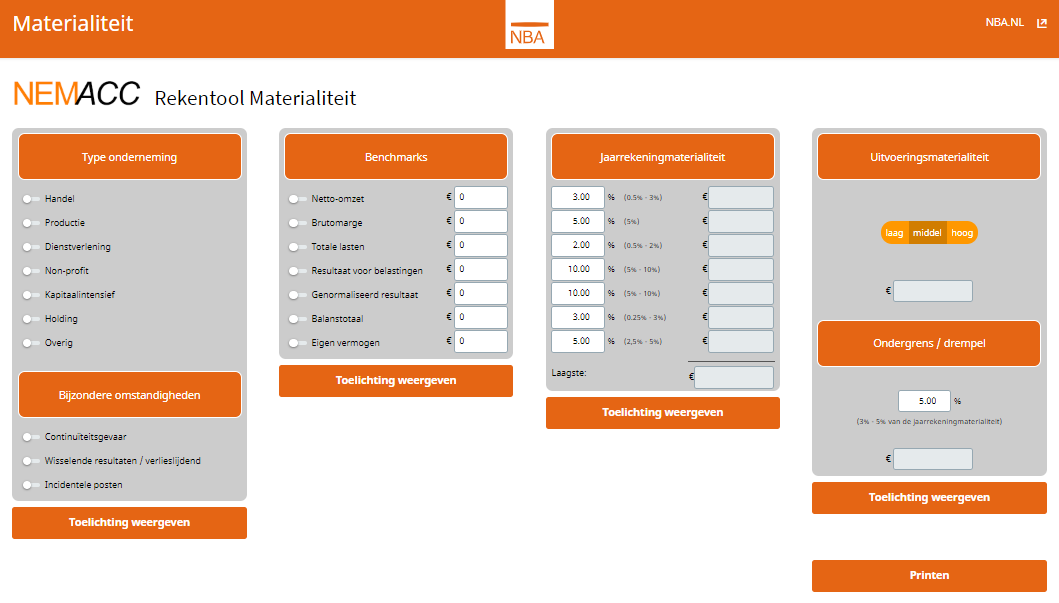 Materialiteit
NBA
NBA.NL
NEMACC Rekentool Materialiteit
Type onderneming
Handel
Productie
Dienstverlening
Non-profit
Kapitaalintensief
Holding
Overig
Bijzondere omstandigheden
Continuïteitsgevaar
Wisselende resultaten / verlieslijdend
Incidentele posten
Toelichting weergeven
Benchmarks
Netto-omzet € 0
Brutomarge € 0
Totale lasten € 0
Resultaat voor belastingen € 0
Genormaliseerd resultaat € 0
Balanstotaal € 0
Eigen vermogen € 0
Toelichting weergeven
Jaarrekeningmaterialiteit
3.00 % (0.5% - 3%) €
5.00 % (5%) €
2.00 % (0.5% - 2%) €
10.00 % (5% - 10%) €
10.00 % (5% - 10%) €
3.00 % (0.25% - 3%) €
5.00 % (2,5% - 5%) €
Laagste: €
Toelichting weergeven
Uitvoeringsmaterialiteit
laag middel hoog
€
Ondergrens / drempel
5.00 %
(3% - 5% van de jaarrekeningmaterialiteit)
€
Toelichting weergeven
Printen